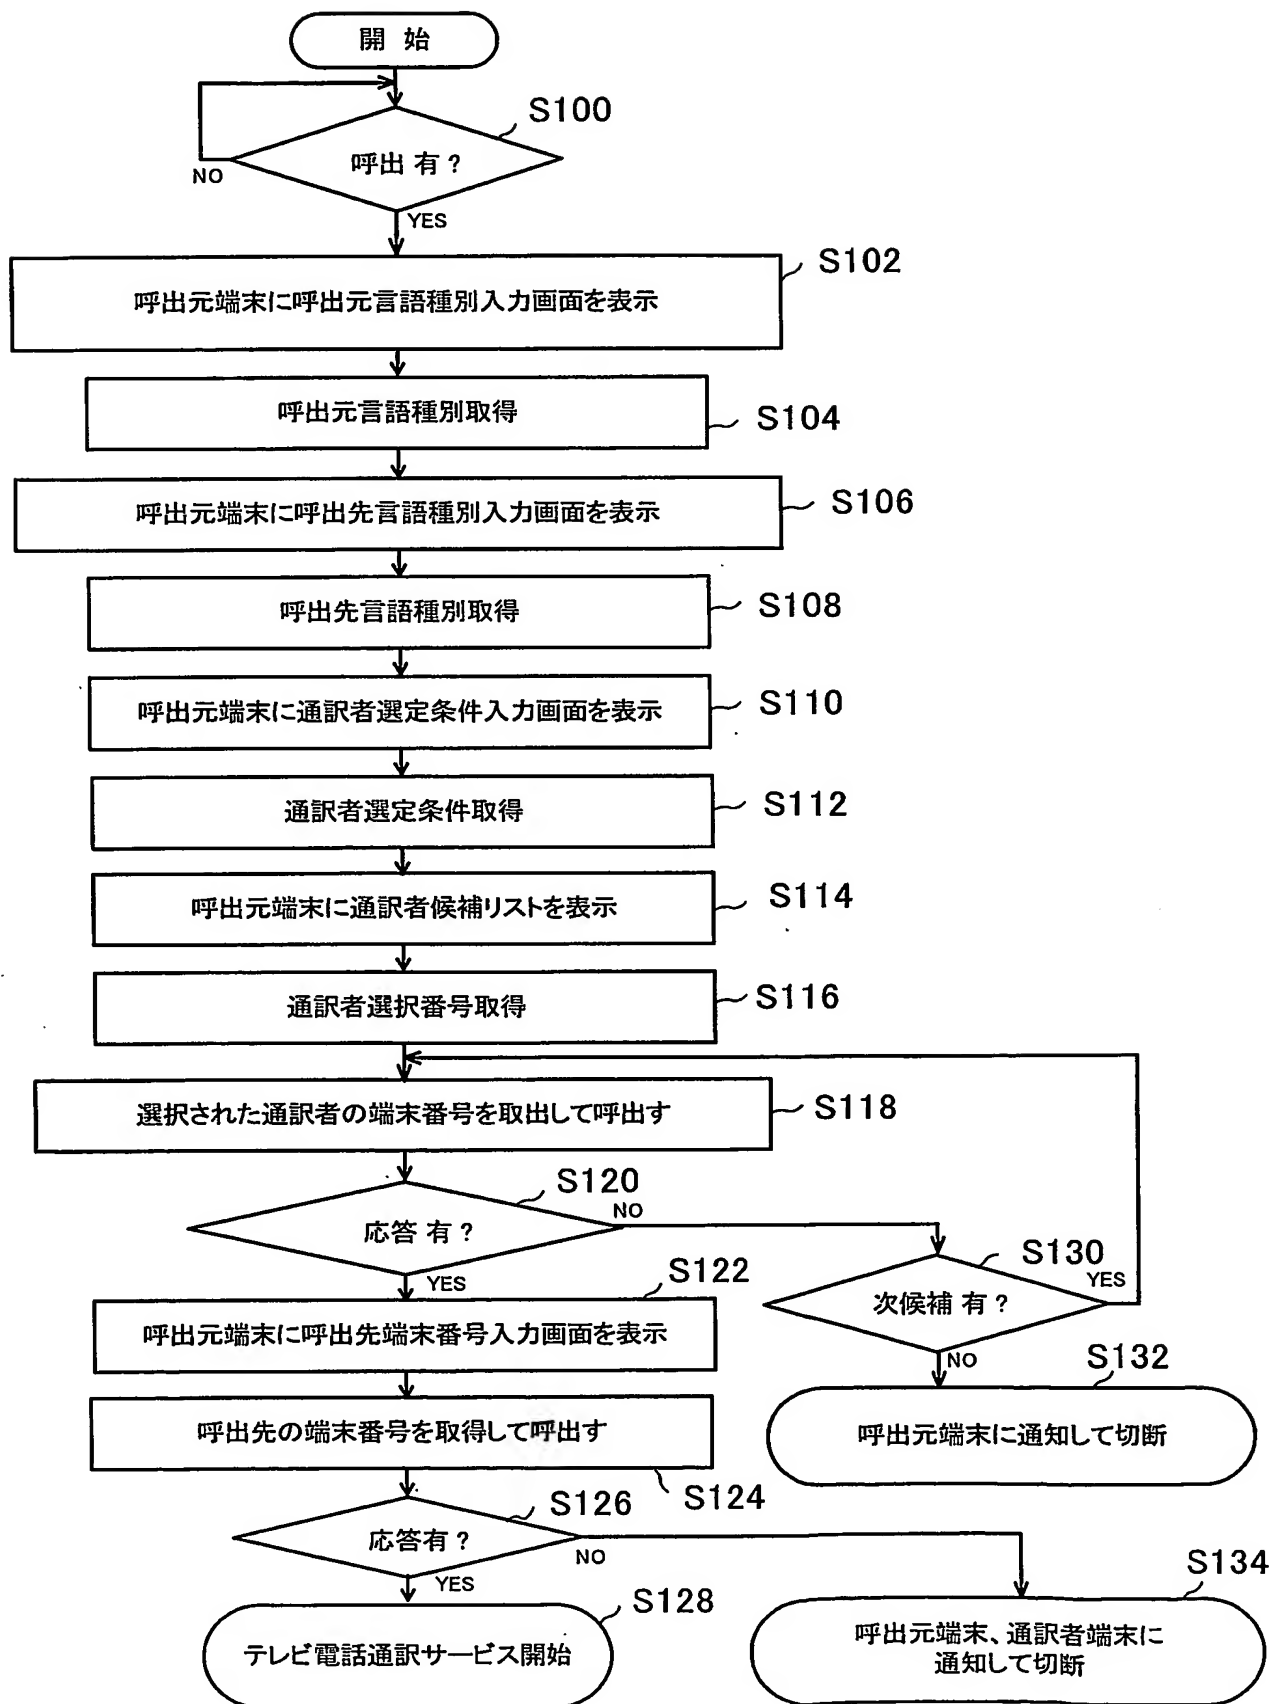 開 始
S100
呼出 有?
NO
YES
S102
呼出元端末に呼出元言語種別入力画面を表示
呼出元言語種別取得
S104
呼出元端末に呼出先言語種別入力画面を表示
S106
呼出先言語種別取得
S108
呼出元端末に通訳者選定条件入力画面を表示
S110
通訳者選定条件取得
S112
呼出元端末に通訳者候補リストを表示
S114
通訳者選択番号取得
S116
選択された通訳者の端末番号を取出して呼出す
S118
S120
応答 有?
NO
YES
S130
次候補 有?
YES
NO
S122
呼出元端末に呼出先端末番号入力画面を表示
S132
呼出元端末に通知して切断
呼出先の端末番号を取得して呼出す
S124
S126
応答有?
NO
YES
S128
テレビ電話通訳サービス開始
S134
呼出元端末、通訳者端末に
通知して切断